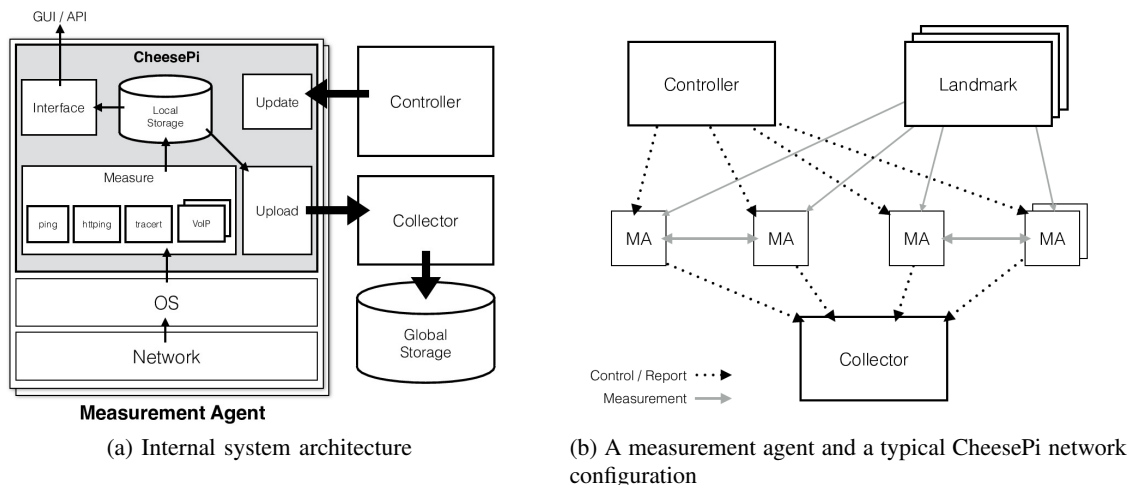 GUI / API
CheesePi
Interface
Local
Storage
Update
Controller
Measure
ping
httping
tracert
VoIP
Upload
Collector
OS
Network
Global
Storage
Measurement Agent
(a) Internal system architecture
Controller
Landmark
MA
MA
MA
MA
Collector
Control / Report
Measurement
(b) A measurement agent and a typical CheesePi network
configuration